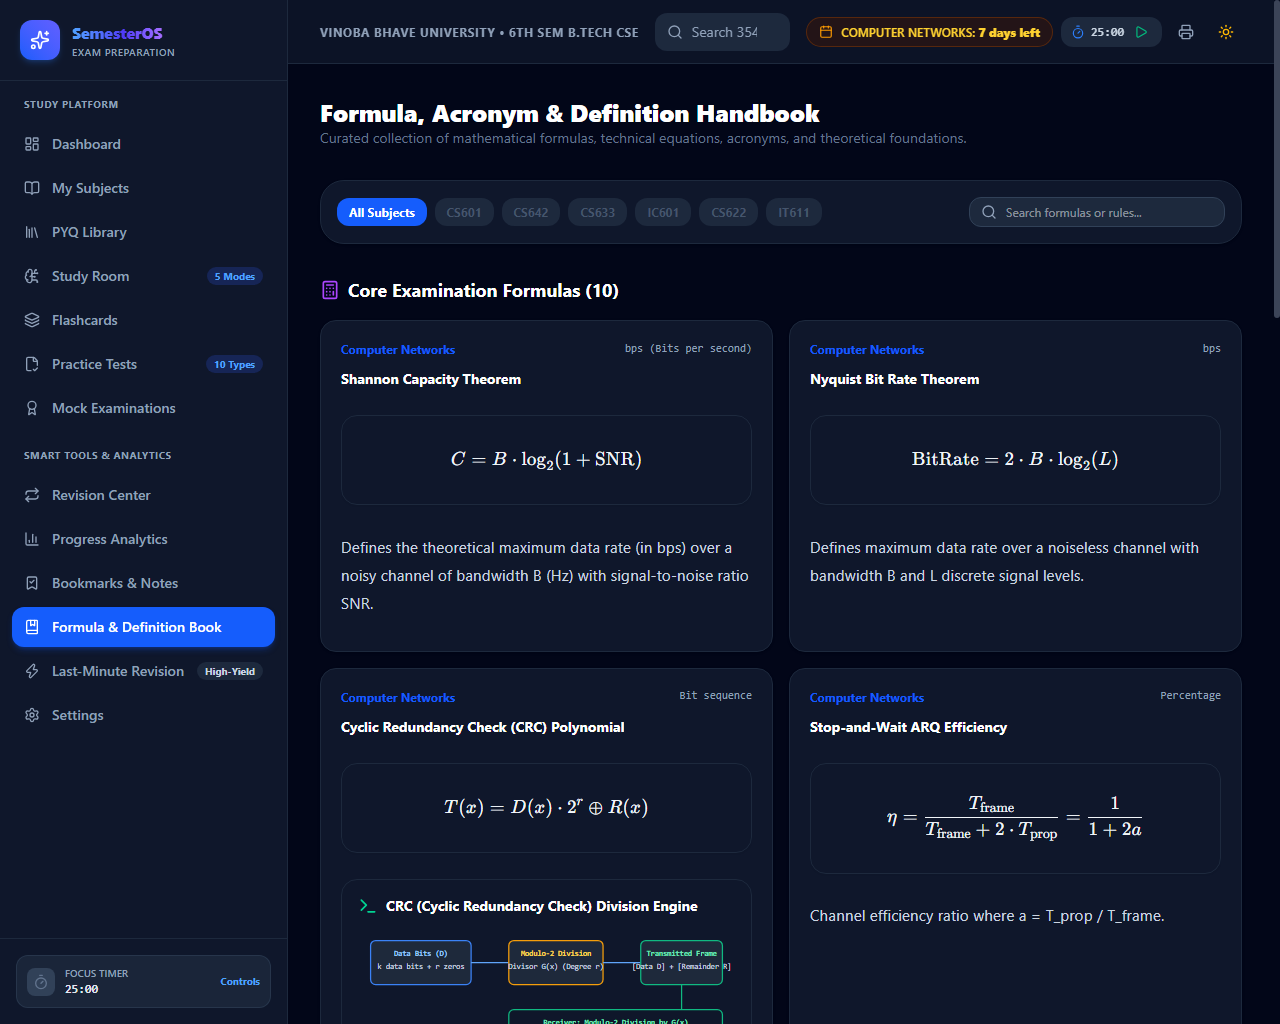 SemesterOS
EXAM PREPARATION
STUDY PLATFORM
Dashboard
My Subjects
PYQ Library
Study Room
5 Modes
Flashcards
Practice Tests
10 Types
Mock Examinations
SMART TOOLS & ANALYTICS
Revision Center
Progress Analytics
Bookmarks & Notes
Formula & Definition Book
Last-Minute Revision
High-Yield
Settings
FOCUS TIMER
25:00
Controls
VINOBA BHAVE UNIVERSITY • 6TH SEM B.TECH CSE
Search 354
COMPUTER NETWORKS: 7 days left
25:00
Formula, Acronym & Definition Handbook
Curated collection of mathematical formulas, technical equations, acronyms, and theoretical foundations.
All Subjects
CS601
CS642
CS633
IC601
CS622
IT611
Search formulas or rules...
Core Examination Formulas (10)
Computer Networks
bps (Bits per second)
Shannon Capacity Theorem
C = B · log₂(1 + SNR)
Defines the theoretical maximum data rate (in bps) over a
noisy channel of bandwidth B (Hz) with signal-to-noise ratio
SNR.
Computer Networks
bps
Nyquist Bit Rate Theorem
BitRate = 2 · B · log₂(L)
Defines maximum data rate over a noiseless channel with
bandwidth B and L discrete signal levels.
Computer Networks
Bit sequence
Cyclic Redundancy Check (CRC) Polynomial
T(x) = D(x) · 2ʳ ⊕ R(x)
CRC (Cyclic Redundancy Check) Division Engine
Data Bits (D)
k data bits + r zeros
Modulo-2 Division
Divisor G(x) (Degree r)
Transmitted Frame
[Data D] + [Remainder R]
Receiver: Modulo-2 Division by G(x)
Computer Networks
Percentage
Stop-and-Wait ARQ Efficiency
η = T_frame / (T_frame + 2 · T_prop) = 1 / (1 + 2a)
Channel efficiency ratio where a = T_prop / T_frame.